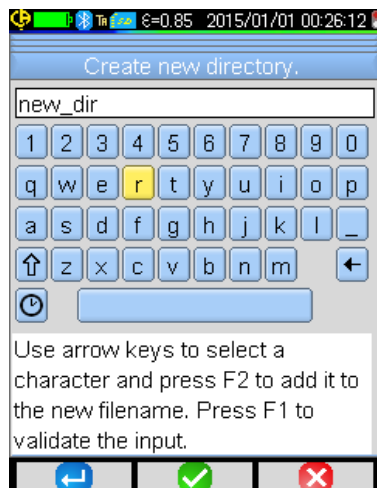 ε=0.85 2015/01/01 00:26:12
Create new directory.
new_dir
1 2 3 4 5 6 7 8 9 0
q w e r t y u i o p
a s d f g h j k l _
z x c v b n m
Use arrow keys to select a
character and press F2 to add it to
the new filename. Press F1 to
validate the input.